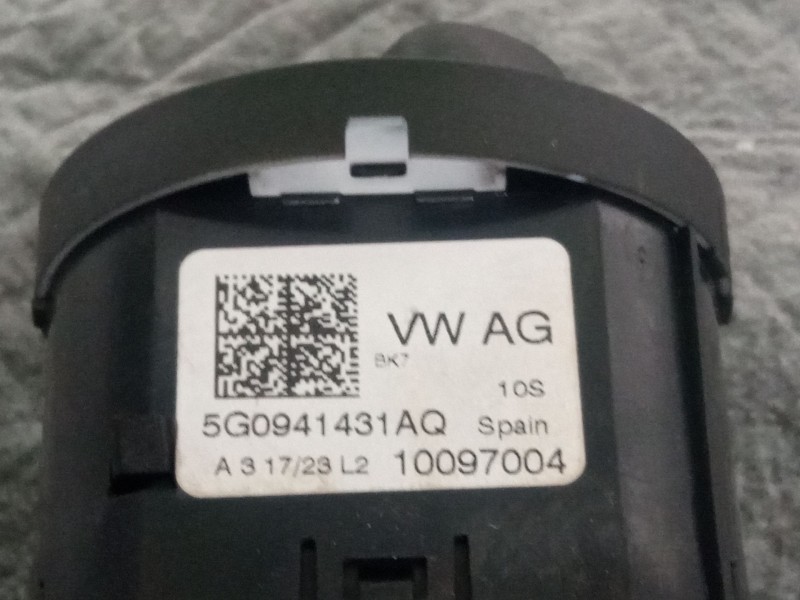 VW AG
BK7
10S
5G0941431AQ Spain
A 3 17/23 L2 10097004